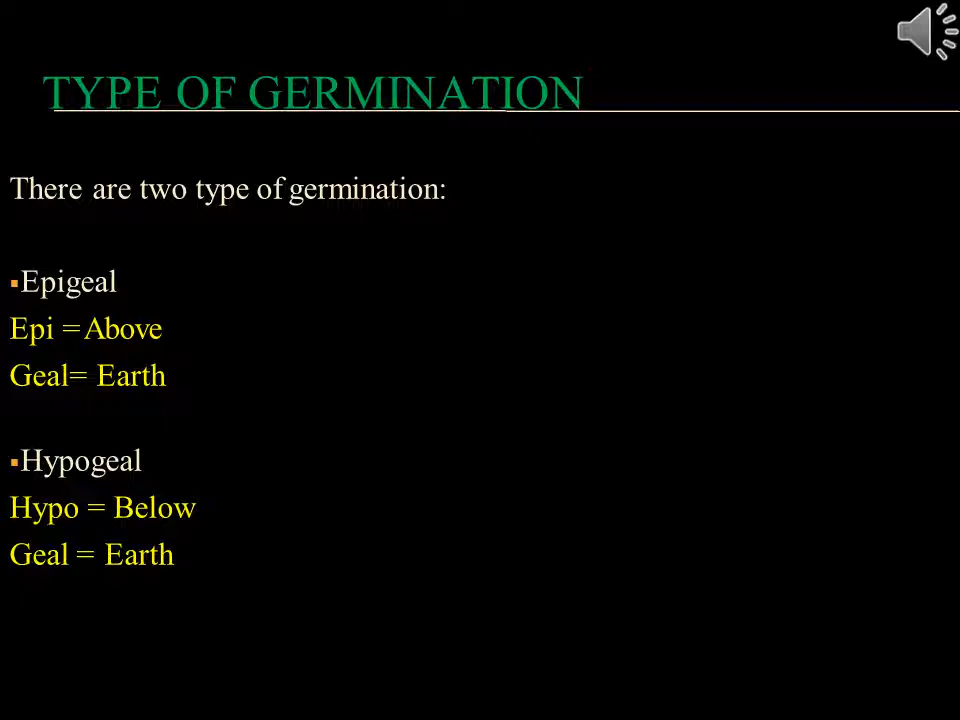 TYPE OF GERMINATION
There are two type of germination:
▪Epigeal
Epi = Above
Geal= Earth
▪Hypogeal
Hypo = Below
Geal = Earth